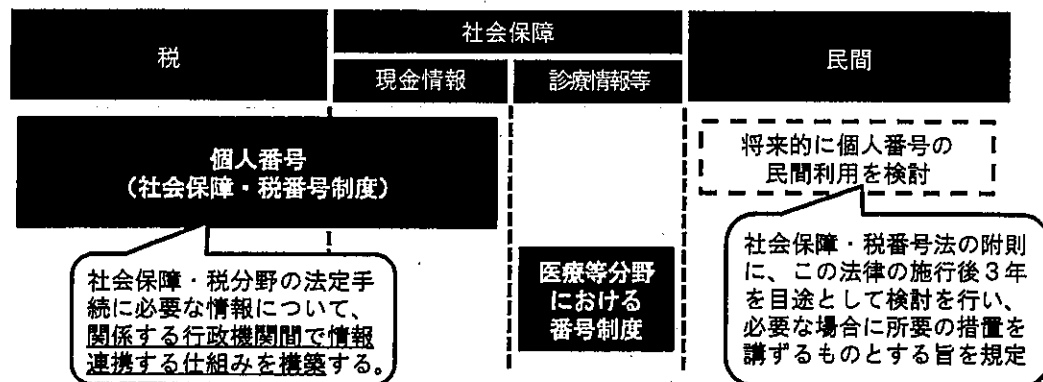 税
社会保障
民間
現金情報
診療情報等
個人番号
（社会保障・税番号制度）
将来的に個人番号の
民間利用を検討
社会保障・税分野の法定手
続に必要な情報について、
関係する行政機関間で情報
連携する仕組みを構築する。
医療等分野
における
番号制度
社会保障・税番号法の附則
に、この法律の施行後３年
を目途として検討を行い、
必要な場合に所要の措置を
講ずるものとする旨を規定